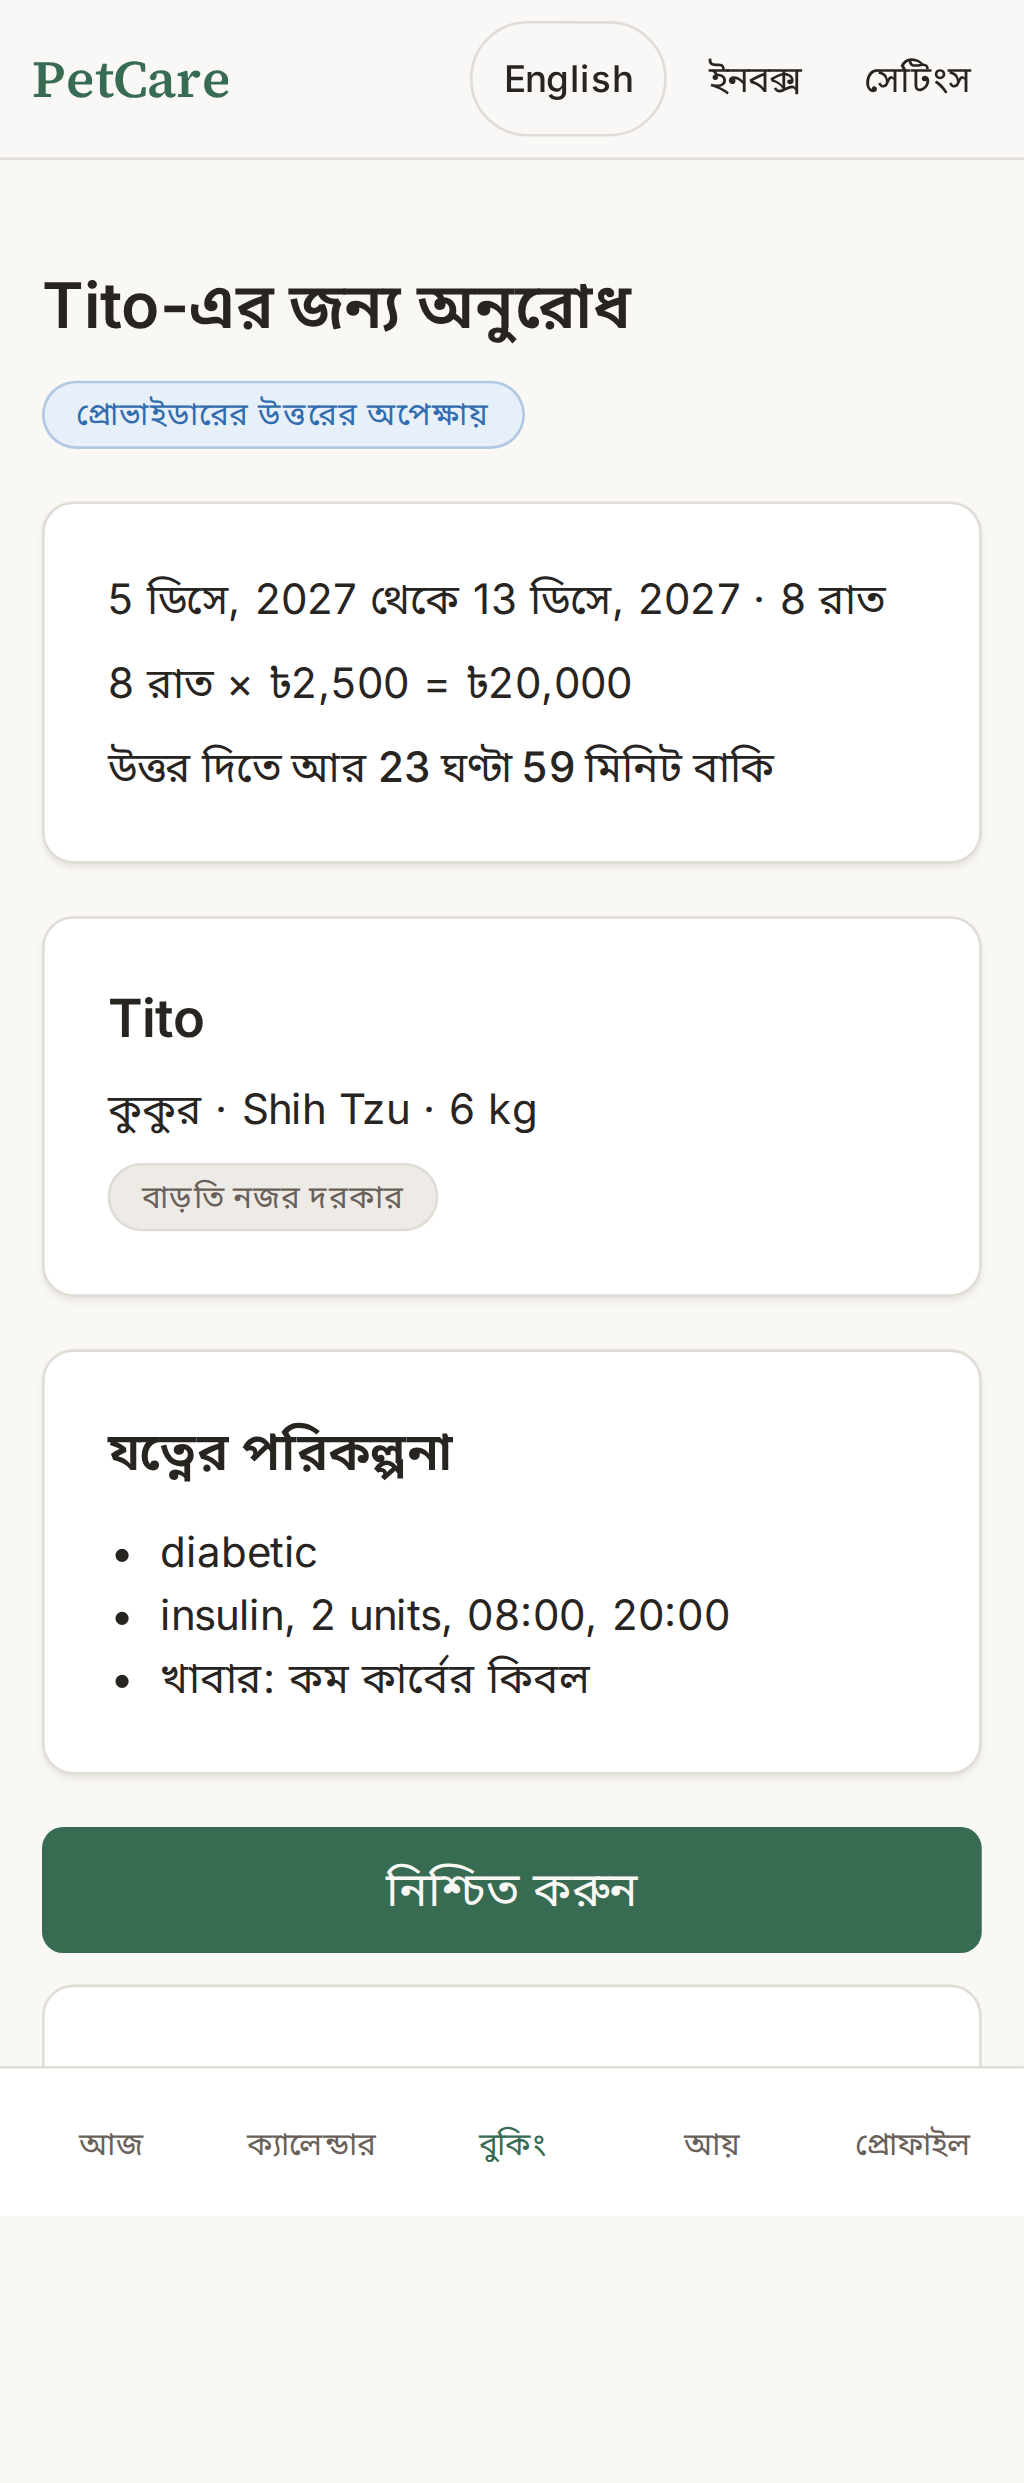 PetCare
English
ইনবক্স
সেটিংস
Tito-এর জন্য অনুরোধ
প্রোভাইডারের উত্তরের অপেক্ষায়
5 ডিসে, 2027 থেকে 13 ডিসে, 2027 · 8 রাত
8 রাত × ৳2,500 = ৳20,000
উত্তর দিতে আর 23 ঘণ্টা 59 মিনিট বাকি
Tito
কুকুর · Shih Tzu · 6 kg
বাড়তি নজর দরকার
যত্নের পরিকল্পনা
• diabetic
• insulin, 2 units, 08:00, 20:00
• খাবার: কম কার্বের কিবল
নিশ্চিত করুন
আজ
ক্যালেন্ডার
বুকিং
আয়
প্রোফাইল